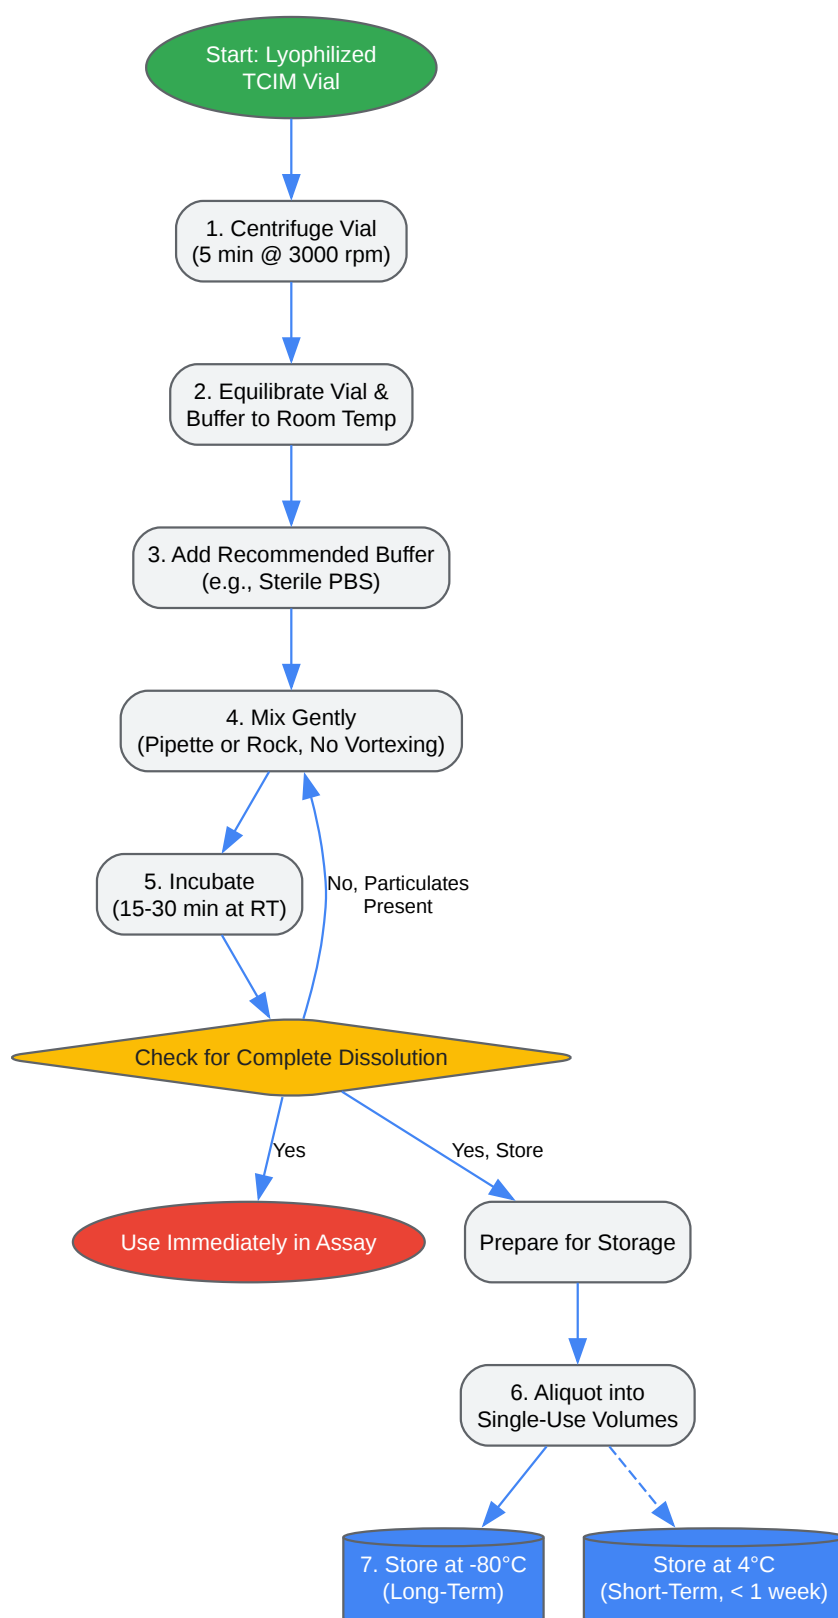 Start: Lyophilized
TCIM Vial
1. Centrifuge Vial
(5 min @ 3000 rpm)
2. Equilibrate Vial &
Buffer to Room Temp
3. Add Recommended Buffer
(e.g., Sterile PBS)
4. Mix Gently
(Pipette or Rock, No Vortexing)
5. Incubate
(15-30 min at RT)
No, Particulates
Present
Check for Complete Dissolution
Yes
Yes, Store
Use Immediately in Assay
Prepare for Storage
6. Aliquot into
Single-Use Volumes
7. Store at -80°C
(Long-Term)
Store at 4°C
(Short-Term, < 1 week)